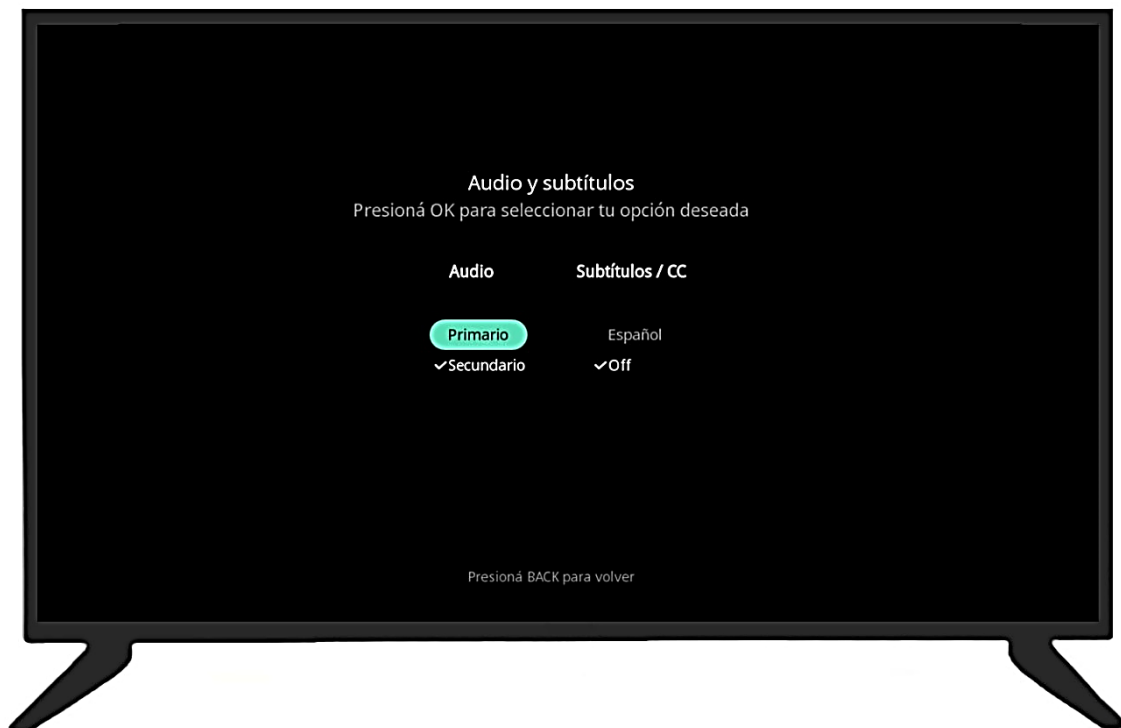 Audio y subtítulos
Presioná OK para seleccionar tu opción deseada
Audio Subtítulos / CC
Primario Español
✓Secundario ✓Off
Presioná BACK para volver